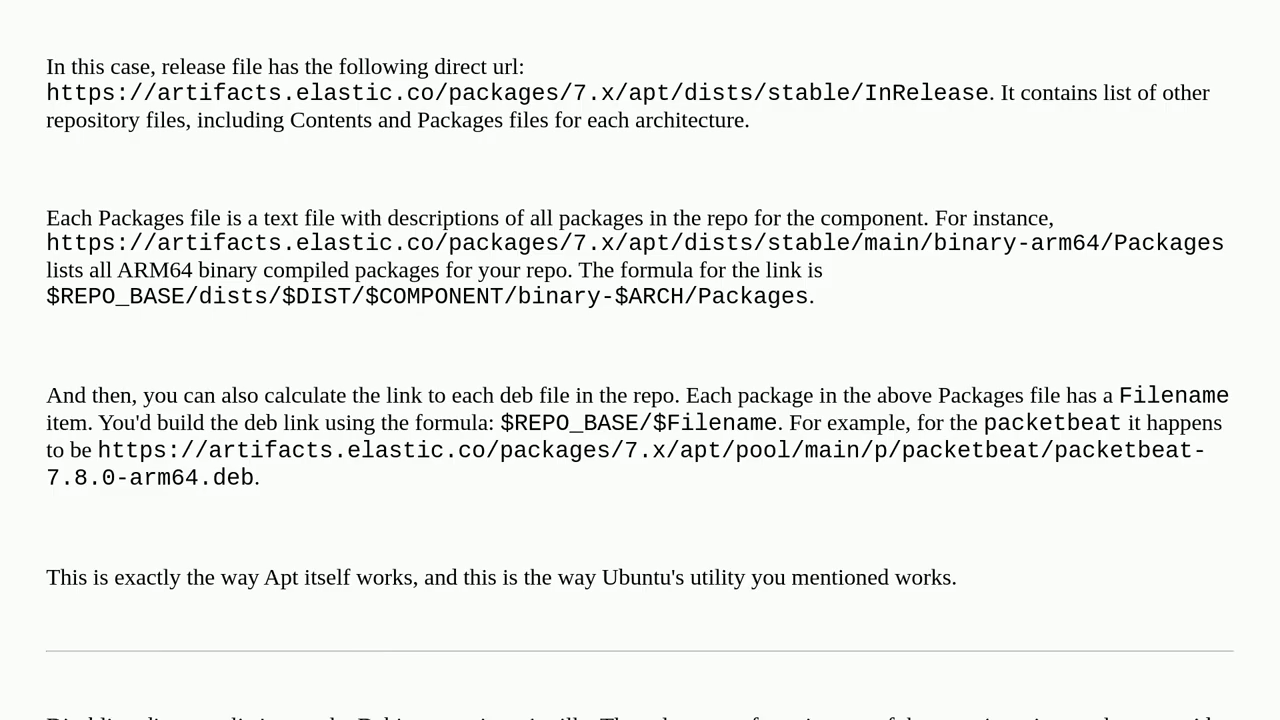 In this case, release file has the following direct url:
https://artifacts.elastic.co/packages/7.x/apt/dists/stable/InRelease. It contains list of other
repository files, including Contents and Packages files for each architecture.
Each Packages file is a text file with descriptions of all packages in the repo for the component. For instance,
https://artifacts.elastic.co/packages/7.x/apt/dists/stable/main/binary-arm64/Packages
lists all ARM64 binary compiled packages for your repo. The formula for the link is
$REPO_BASE/dists/$DIST/$COMPONENT/binary-$ARCH/Packages.
And then, you can also calculate the link to each deb file in the repo. Each package in the above Packages file has a Filename
item. You'd build the deb link using the formula: $REPO_BASE/$Filename. For example, for the packetbeat it happens
to be https://artifacts.elastic.co/packages/7.x/apt/pool/main/p/packetbeat/packetbeat-
7.8.0-arm64.deb.
This is exactly the way Apt itself works, and this is the way Ubuntu's utility you mentioned works.